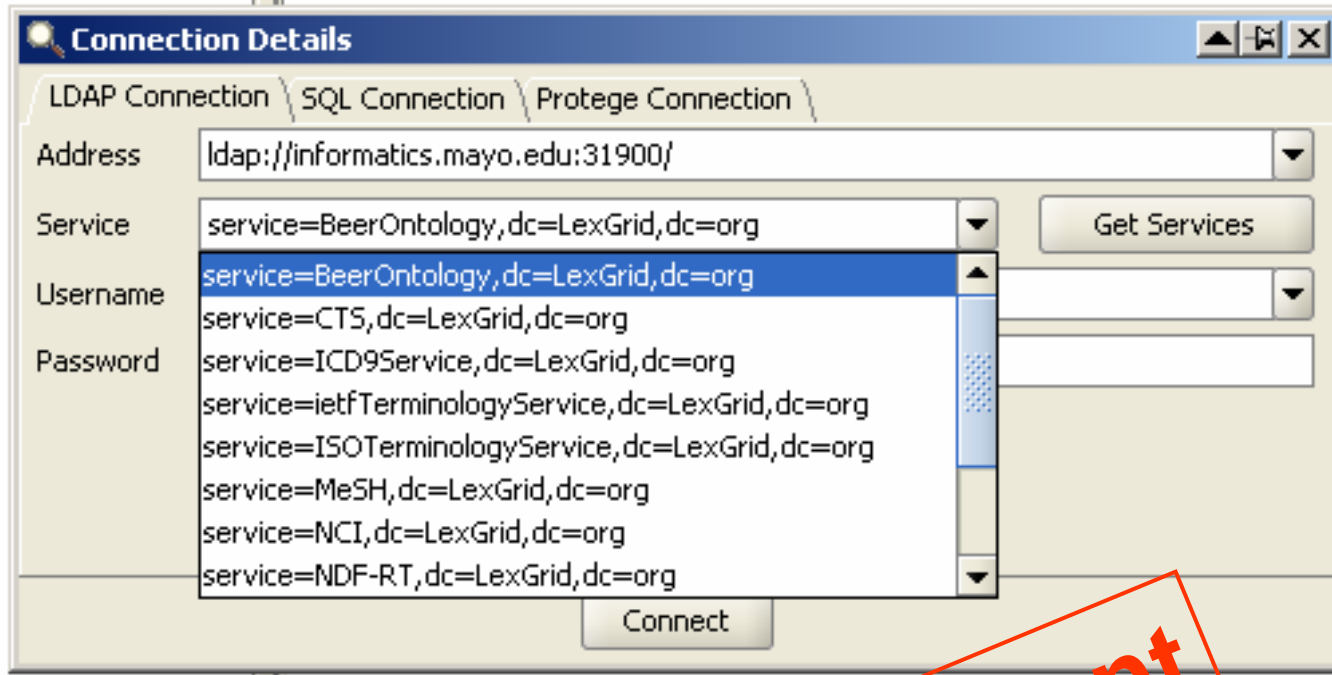 Connection Details
LDAP Connection SQL Connection Protege Connection
Address ldap://informatics.mayo.edu:31900/
Service service=BeerOntology,dc=LexGrid,dc=org Get Services
service=BeerOntology,dc=LexGrid,dc=org
Username
service=CTS,dc=LexGrid,dc=org
Password service=ICD9Service,dc=LexGrid,dc=org
service=ietfTerminologyService,dc=LexGrid,dc=org
service=ISOTerminologyService,dc=LexGrid,dc=org
service=MeSH,dc=LexGrid,dc=org
service=NCI,dc=LexGrid,dc=org
service=NDF-RT,dc=LexGrid,dc=org
Connect